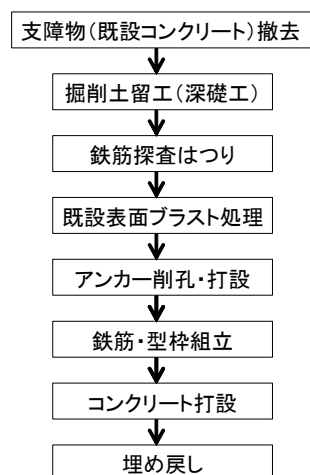 支障物（既設コンクリート）撤去
掘削土留工（深礎工）
鉄筋探査はつり
既設表面ブラスト処理
アンカー削孔・打設
鉄筋・型枠組立
コンクリート打設
埋め戻し